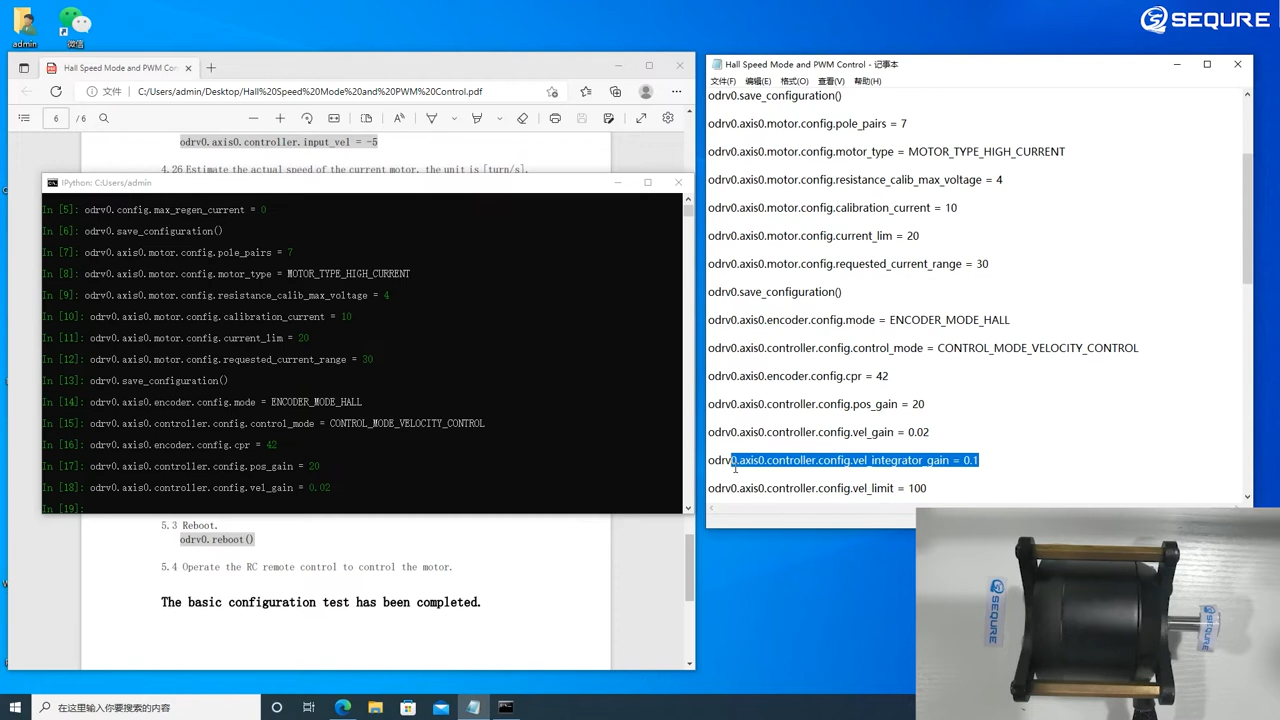 admin
微信
SEQURE
Hall Speed Mode and PWM Con
C:/Users/admin/Desktop/Hall%20Speed%20Mode%20and%20PWM%20Control.pdf
文件
6
/6
odrv0.axis0.controller.input_vel = -5
4.26 Estimate the actual speed of the current motor, the unit is [turn/s].
IPython: C:Users/admin
In [5]: odrv0.config.max_regen_current = 0
In [6]: odrv0.save_configuration()
In [7]: odrv0.axis0.motor.config.pole_pairs = 7
In [8]: odrv0.axis0.motor.config.motor_type = MOTOR_TYPE_HIGH_CURRENT
In [9]: odrv0.axis0.motor.config.resistance_calib_max_voltage = 4
In [10]: odrv0.axis0.motor.config.calibration_current = 10
In [11]: odrv0.axis0.motor.config.current_lim = 20
In [12]: odrv0.axis0.motor.config.requested_current_range = 30
In [13]: odrv0.save_configuration()
In [14]: odrv0.axis0.encoder.config.mode = ENCODER_MODE_HALL
In [15]: odrv0.axis0.controller.config.control_mode = CONTROL_MODE_VELOCITY_CONTROL
In [16]: odrv0.axis0.encoder.config.cpr = 42
In [17]: odrv0.axis0.controller.config.pos_gain = 20
In [18]: odrv0.axis0.controller.config.vel_gain = 0.02
In [19]:
5.3 Reboot.
odrv0.reboot()
5.4 Operate the RC remote control to control the motor.
The basic configuration test has been completed.
Hall Speed Mode and PWM Control - 记事本
文件(F) 编辑(E) 格式(O) 查看(V) 帮助(H)
odrv0.save_configuration()
odrv0.axis0.motor.config.pole_pairs = 7
odrv0.axis0.motor.config.motor_type = MOTOR_TYPE_HIGH_CURRENT
odrv0.axis0.motor.config.resistance_calib_max_voltage = 4
odrv0.axis0.motor.config.calibration_current = 10
odrv0.axis0.motor.config.current_lim = 20
odrv0.axis0.motor.config.requested_current_range = 30
odrv0.save_configuration()
odrv0.axis0.encoder.config.mode = ENCODER_MODE_HALL
odrv0.axis0.controller.config.control_mode = CONTROL_MODE_VELOCITY_CONTROL
odrv0.axis0.encoder.config.cpr = 42
odrv0.axis0.controller.config.pos_gain = 20
odrv0.axis0.controller.config.vel_gain = 0.02
odrv0.axis0.controller.config.vel_integrator_gain = 0.1
odrv0.axis0.controller.config.vel_limit = 100
SEQURE
SEQURE
在这里输入你要搜索的内容